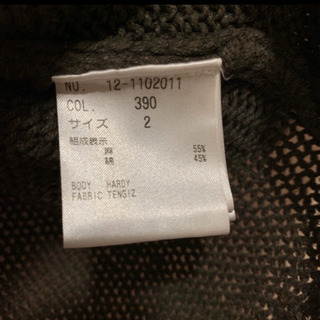 NO. 12-1102011
COL. 390
サイズ 2
組成表示
麻 55%
綿 45%
BODY HARDY
FABRIC TENGIZ